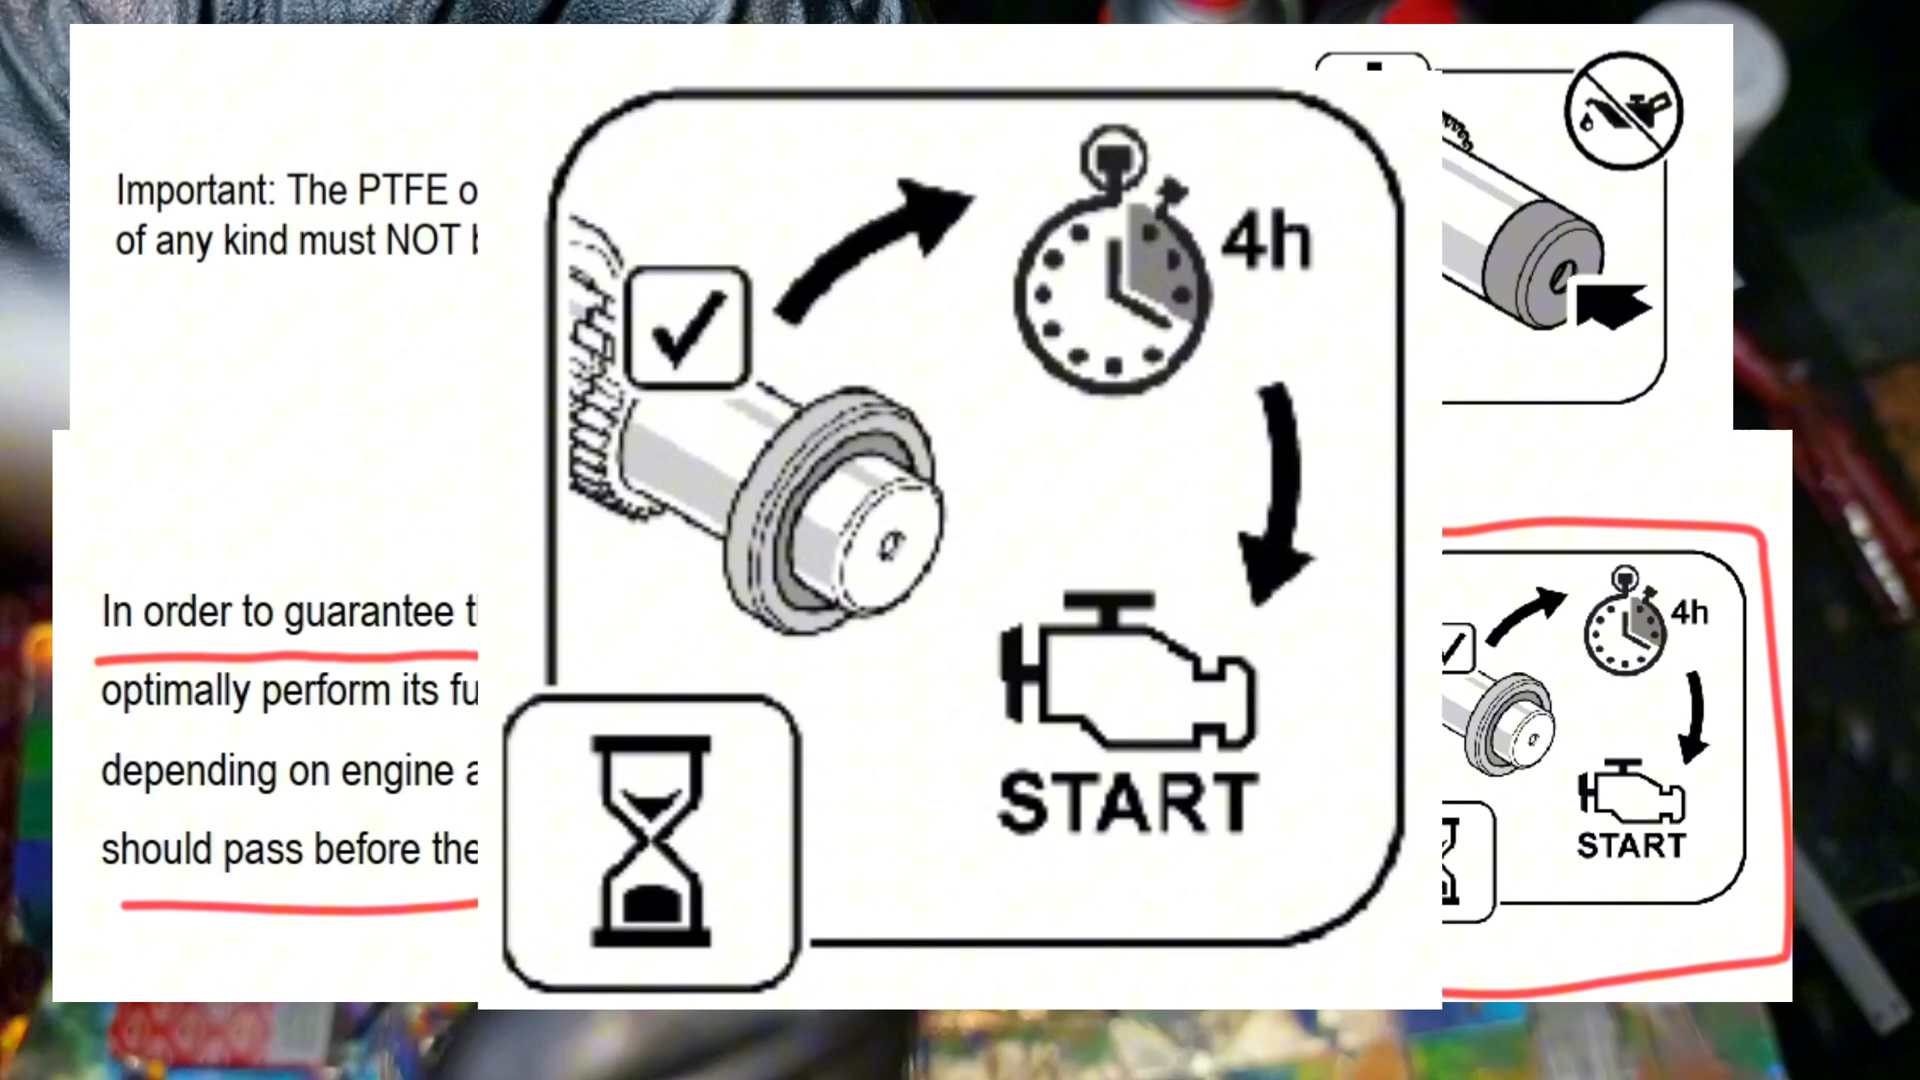 Important: The PTFE o
of any kind must NOT
4h
START
In order to guarantee
optimally perform its fu
depending on engine a
should pass before the
4h
START